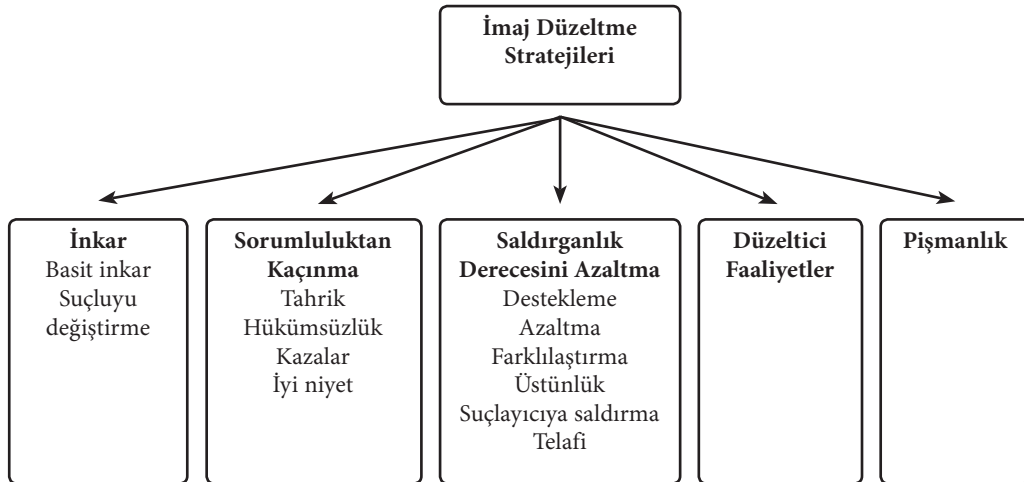 İmaj Düzeltme
Stratejileri
İnkar
Basit inkar
Suçluyu
değiştirme
Sorumluluktan
Kaçınma
Tahrik
Hükümsüzlük
Kazalar
İyi niyet
Saldırganlık
Derecesini Azaltma
Destekleme
Azaltma
Farklılaştırma
Üstünlük
Suçlayıcıya saldırma
Telafi
Düzeltici
Faaliyetler
Pişmanlık